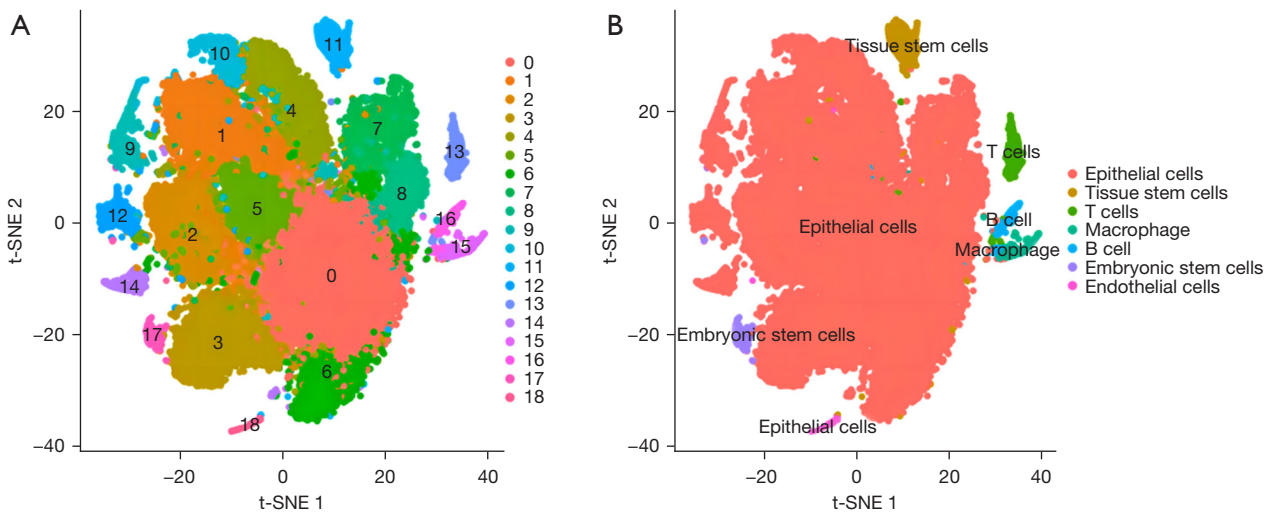 A
20
0
−20
−40
t-SNE 2
−20
0
20
40
t-SNE 1
10
11
4
1
7
9
13
8
5
12
2
16
15
0
14
17
3
6
18
0
1
2
3
4
5
6
7
8
9
10
11
12
13
14
15
16
17
18
B
20
0
−20
−40
t-SNE 2
−20
0
20
40
t-SNE 1
Tissue stem cells
T cells
B cell
Epithelial cells
Macrophage
Embryonic stem cells
Epithelial cells
Epithelial cells
Tissue stem cells
T cells
Macrophage
B cell
Embryonic stem cells
Endothelial cells